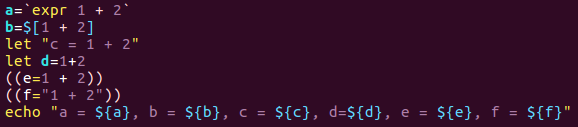 a=`expr 1 + 2`
b=$[1 + 2]
let "c = 1 + 2"
let d=1+2
((e=1 + 2))
((f="1 + 2"))
echo "a = ${a}, b = ${b}, c = ${c}, d=${d}, e = ${e}, f = ${f}"